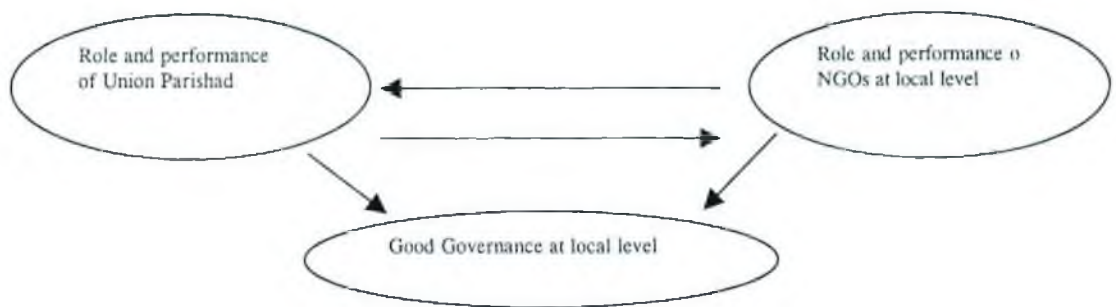 Role and performance
of Union Parishad
Role and performance o
NGOs at local level
Good Governance at local level